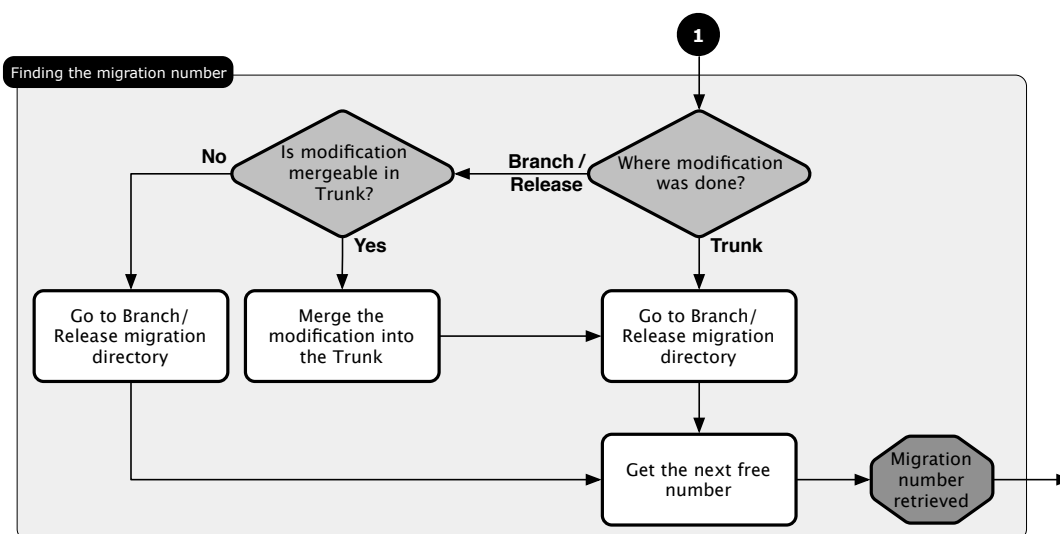 1
Finding the migration number
Is modification
mergeable in
Trunk?
No
Branch /
Release
Where modification
was done?
Yes
Trunk
Go to Branch/
Release migration
directory
Merge the
modification into
the Trunk
Go to Branch/
Release migration
directory
Get the next free
number
Migration
number
retrieved